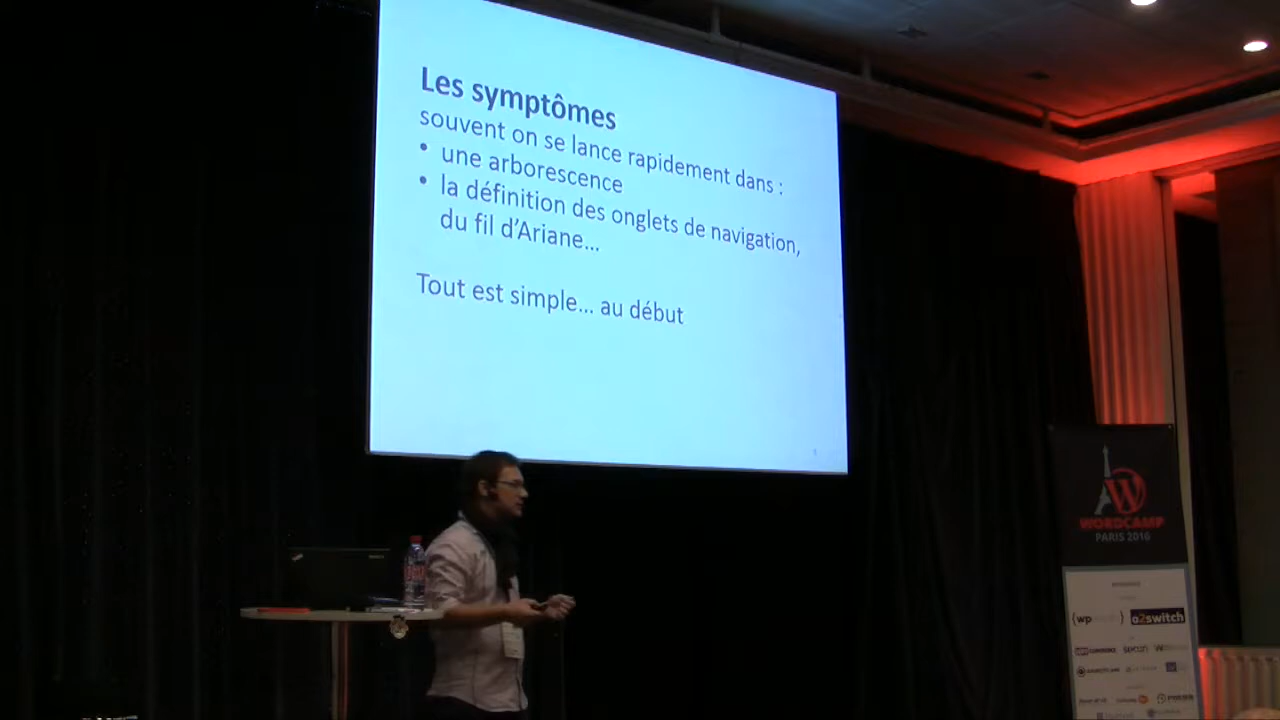 Les symptômes
souvent on se lance rapidement dans :
• une arborescence
• la définition des onglets de navigation,
du fil d'Ariane...
Tout est simple... au début
WORDCAMP
PARIS 2016
a2switch